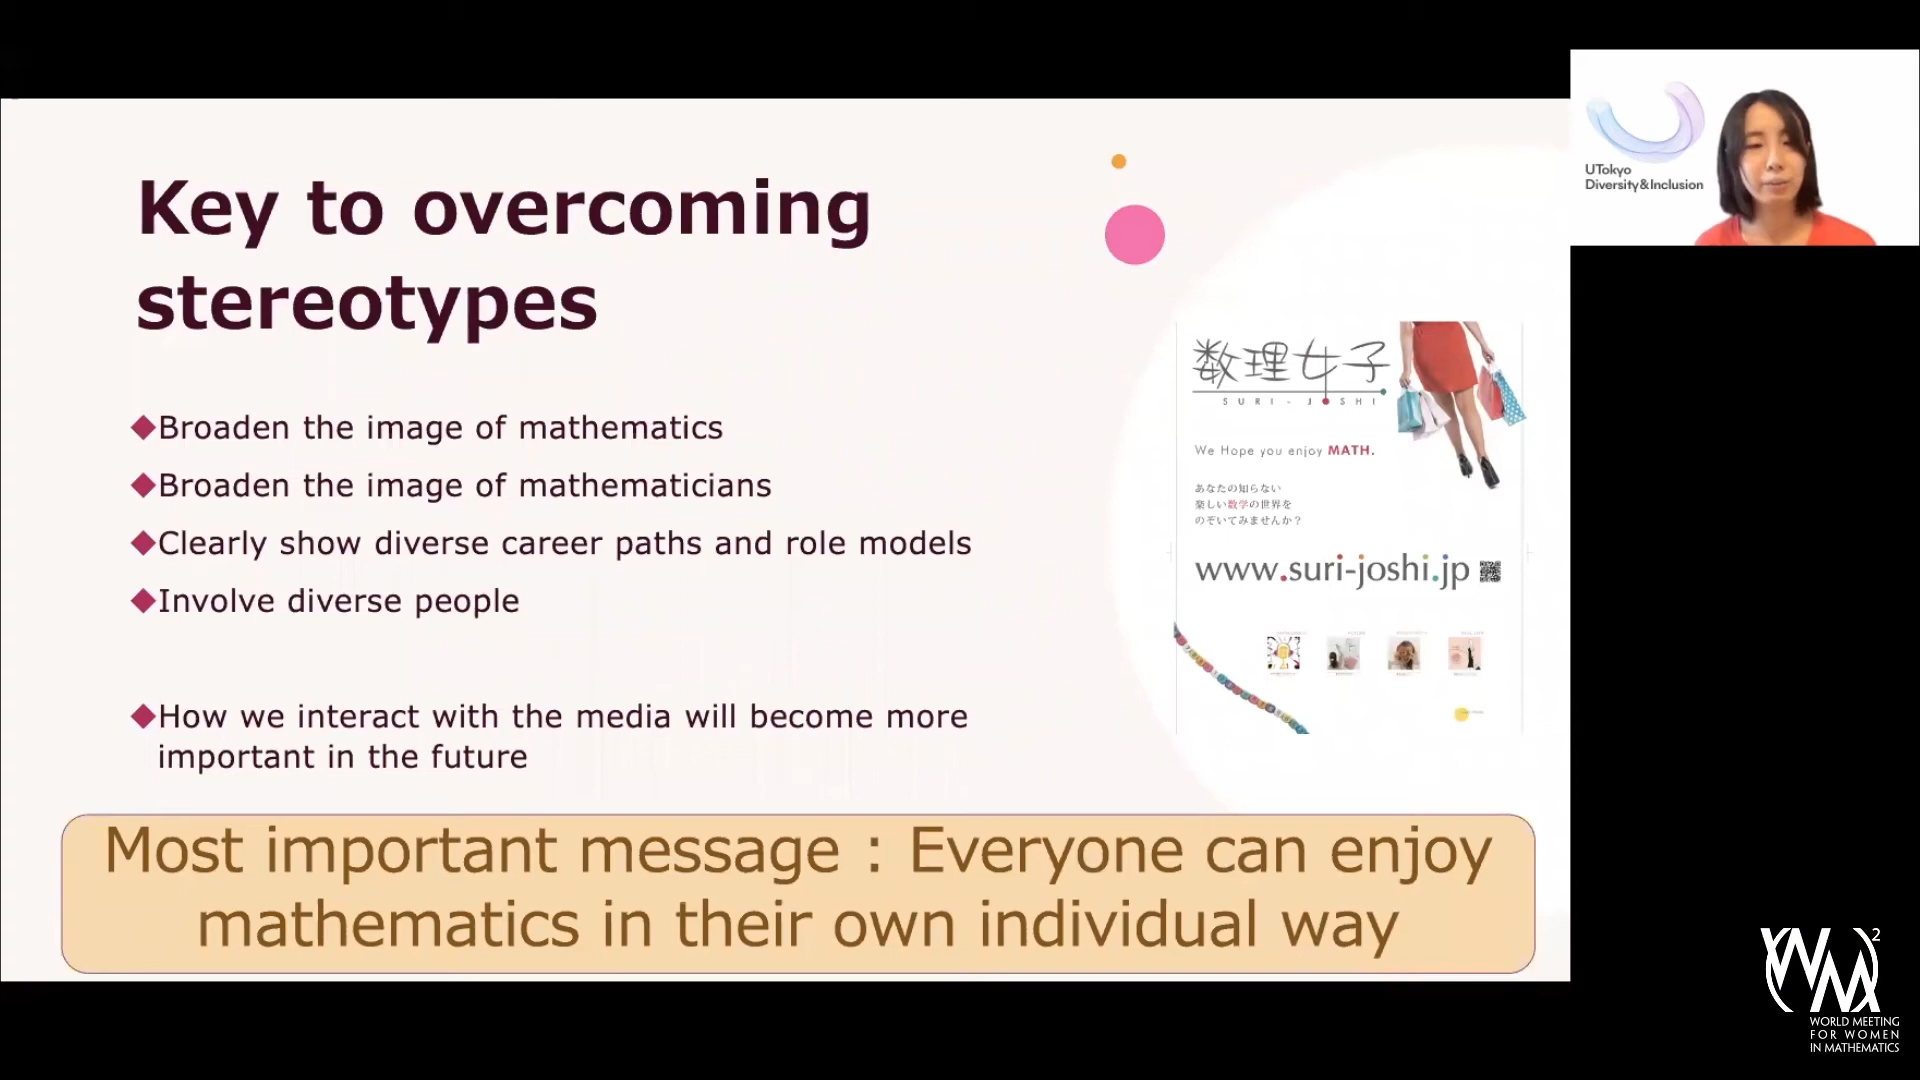 Key to overcoming
stereotypes
◆Broaden the image of mathematics
◆Broaden the image of mathematicians
◆Clearly show diverse career paths and role models
◆Involve diverse people
◆How we interact with the media will become more
important in the future
Most important message : Everyone can enjoy
mathematics in their own individual way
数理女子
SURI-JOSHI
We Hope you enjoy MATH.
あなたの知らない
楽しい数学の世界を
のぞいてみませんか？
www.suri-joshi.jp
UTokyo
Diversity&Inclusion
WM²
WORLD MEETING
FOR WOMEN
IN MATHEMATICS